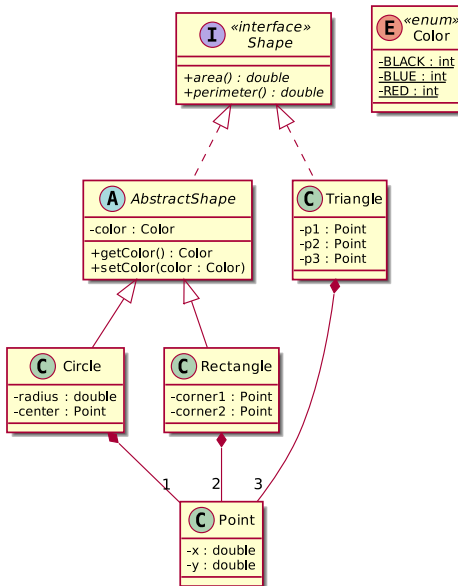 I «interface»
Shape
+area() : double
+perimeter() : double
E «enum»
Color
-BLACK : int
-BLUE : int
-RED : int
A AbstractShape
-color : Color
+getColor() : Color
+setColor(color : Color)
C Triangle
-p1 : Point
-p2 : Point
-p3 : Point
C Circle
-radius : double
-center : Point
C Rectangle
-corner1 : Point
-corner2 : Point
1
2
3
C Point
-x : double
-y : double